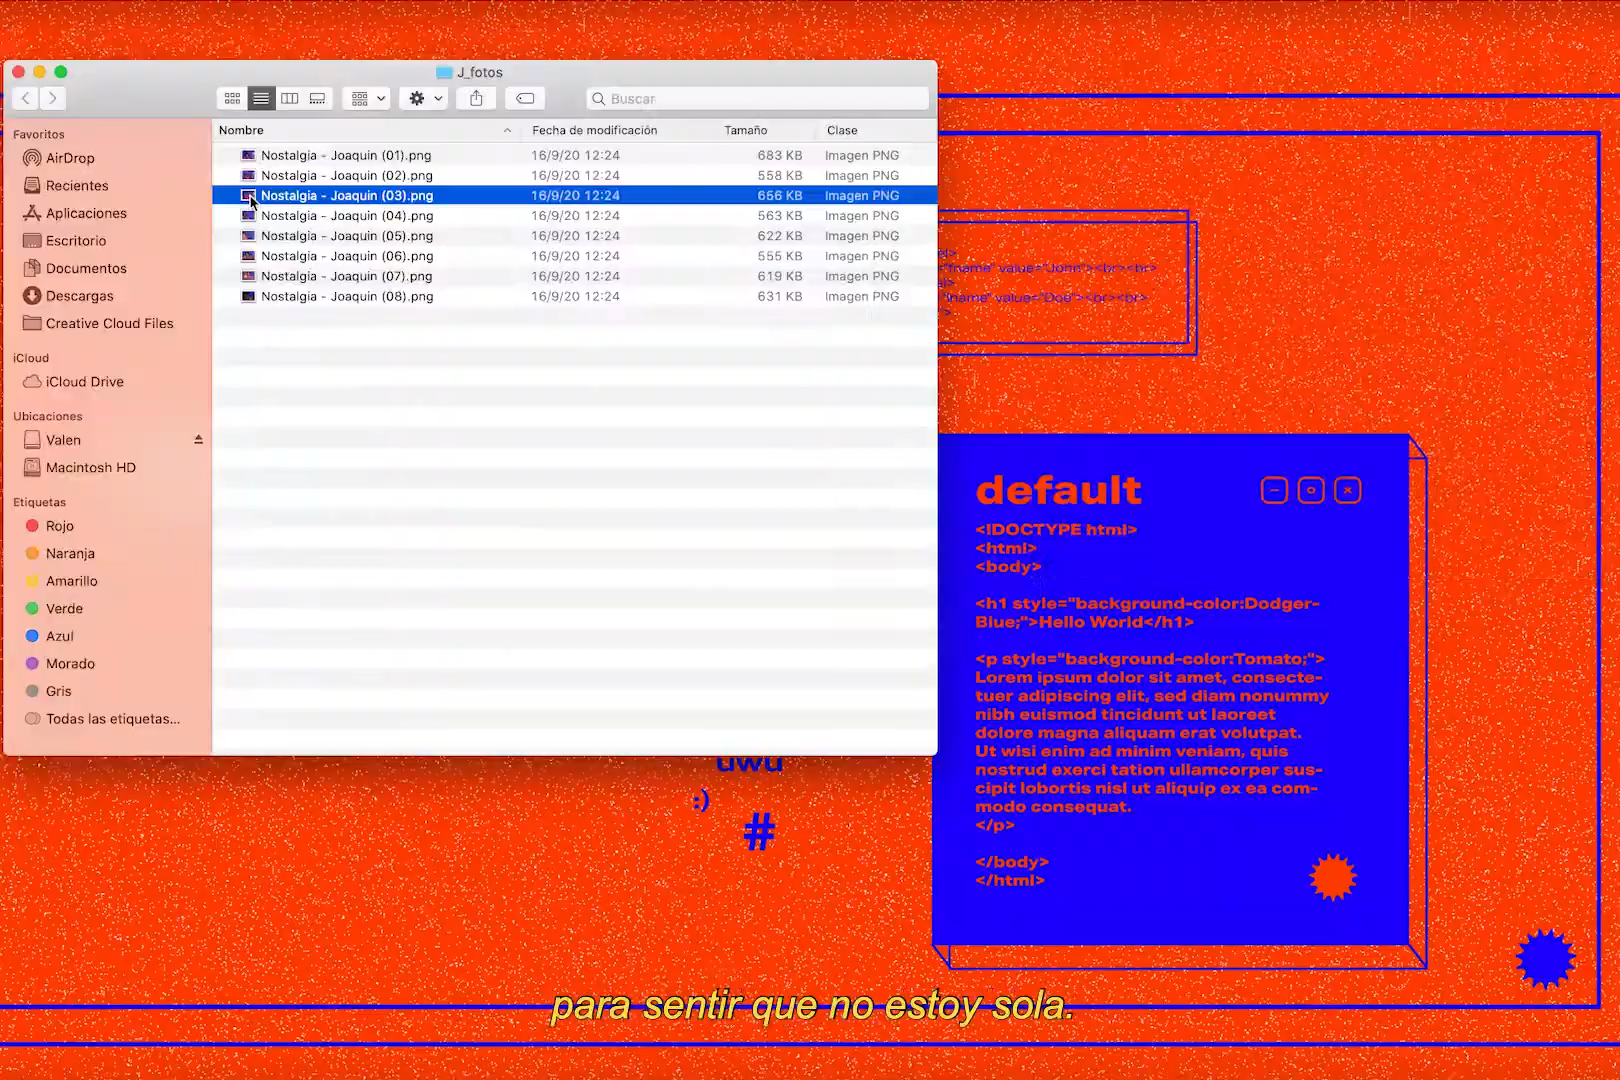 J_fotos
Buscar
Nombre Fecha de modificación Tamaño Clase
Nostalgia - Joaquin (01).png 16/9/20 12:24 683 KB Imagen PNG
Nostalgia - Joaquin (02).png 16/9/20 12:24 558 KB Imagen PNG
Nostalgia - Joaquin (03).png 16/9/20 12:24 656 KB Imagen PNG
Nostalgia - Joaquin (04).png 16/9/20 12:24 563 KB Imagen PNG
Nostalgia - Joaquin (05).png 16/9/20 12:24 622 KB Imagen PNG
Nostalgia - Joaquin (06).png 16/9/20 12:24 555 KB Imagen PNG
Nostalgia - Joaquin (07).png 16/9/20 12:24 619 KB Imagen PNG
Nostalgia - Joaquin (08).png 16/9/20 12:24 631 KB Imagen PNG
Favoritos
AirDrop
Recientes
Aplicaciones
Escritorio
Documentos
Descargas
Creative Cloud Files
iCloud
iCloud Drive
Ubicaciones
Valen
Macintosh HD
Etiquetas
Rojo
Naranja
Amarillo
Verde
Azul
Morado
Gris
Todas las etiquetas...
="fname" value="John"><br><br>
"lname" value="Doe"><br><br>
default
<!DOCTYPE html>
<html>
<body>
<h1 style="background-color:Dodger-
Blue;">Hello World</h1>
<p style="background-color:Tomato;">
Lorem ipsum dolor sit amet, consecte-
tuer adipiscing elit, sed diam nonummy
nibh euismod tincidunt ut laoreet
dolore magna aliquam erat volutpat.
Ut wisi enim ad minim veniam, quis
nostrud exerci tation ullamcorper sus-
cipit lobortis nisl ut aliquip ex ea com-
modo consequat.
</p>
</body>
</html>
uwu
:)
#
para sentir que no estoy sola.